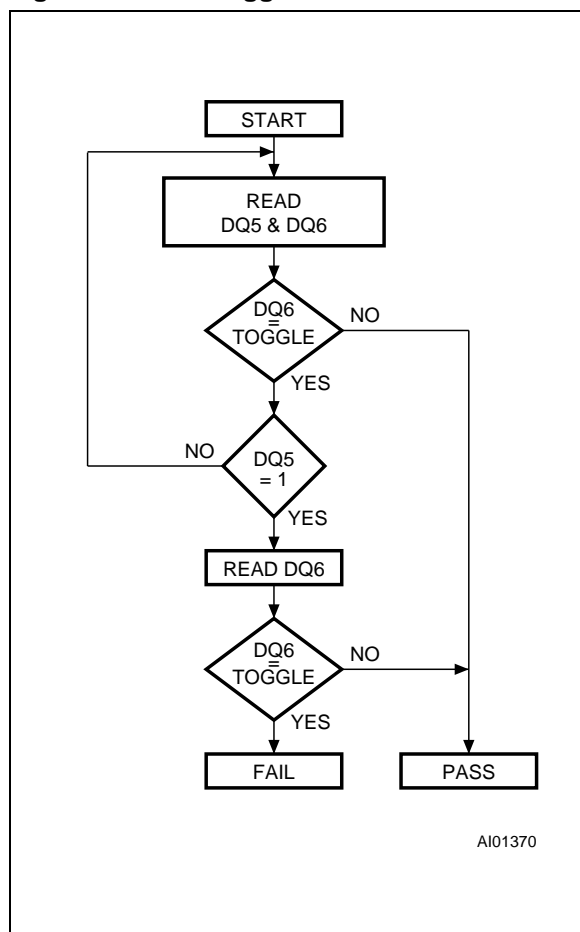 START
READ
DQ5 & DQ6
DQ6
=
TOGGLE
NO
YES
NO
DQ5
= 1
YES
READ DQ6
DQ6
=
TOGGLE
NO
YES
FAIL
PASS
AI01370